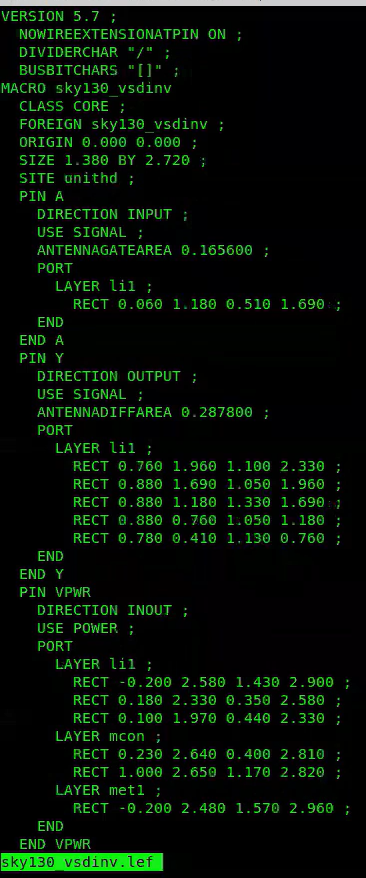 VERSION 5.7 ;
  NOWIREEXTENSIONATPIN ON ;
  DIVIDERCHAR "/" ;
  BUSBITCHARS "[]" ;
MACRO sky130_vsdinv
  CLASS CORE ;
  FOREIGN sky130_vsdinv ;
  ORIGIN 0.000 0.000 ;
  SIZE 1.380 BY 2.720 ;
  SITE unithd ;
  PIN A
    DIRECTION INPUT ;
    USE SIGNAL ;
    ANTENNAGATEAREA 0.165600 ;
    PORT
      LAYER li1 ;
        RECT 0.060 1.180 0.510 1.690 ;
    END
  END A
  PIN Y
    DIRECTION OUTPUT ;
    USE SIGNAL ;
    ANTENNADIFFAREA 0.287800 ;
    PORT
      LAYER li1 ;
        RECT 0.760 1.960 1.100 2.330 ;
        RECT 0.880 1.690 1.050 1.960 ;
        RECT 0.880 1.180 1.330 1.690 ;
        RECT 0.880 0.760 1.050 1.180 ;
        RECT 0.780 0.410 1.130 0.760 ;
    END
  END Y
  PIN VPWR
    DIRECTION INOUT ;
    USE POWER ;
    PORT
      LAYER li1 ;
        RECT -0.200 2.580 1.430 2.900 ;
        RECT 0.180 2.330 0.350 2.580 ;
        RECT 0.100 1.970 0.440 2.330 ;
      LAYER mcon ;
        RECT 0.230 2.640 0.400 2.810 ;
        RECT 1.000 2.650 1.170 2.820 ;
      LAYER met1 ;
        RECT -0.200 2.480 1.570 2.960 ;
    END
  END VPWR
sky130_vsdinv.lef